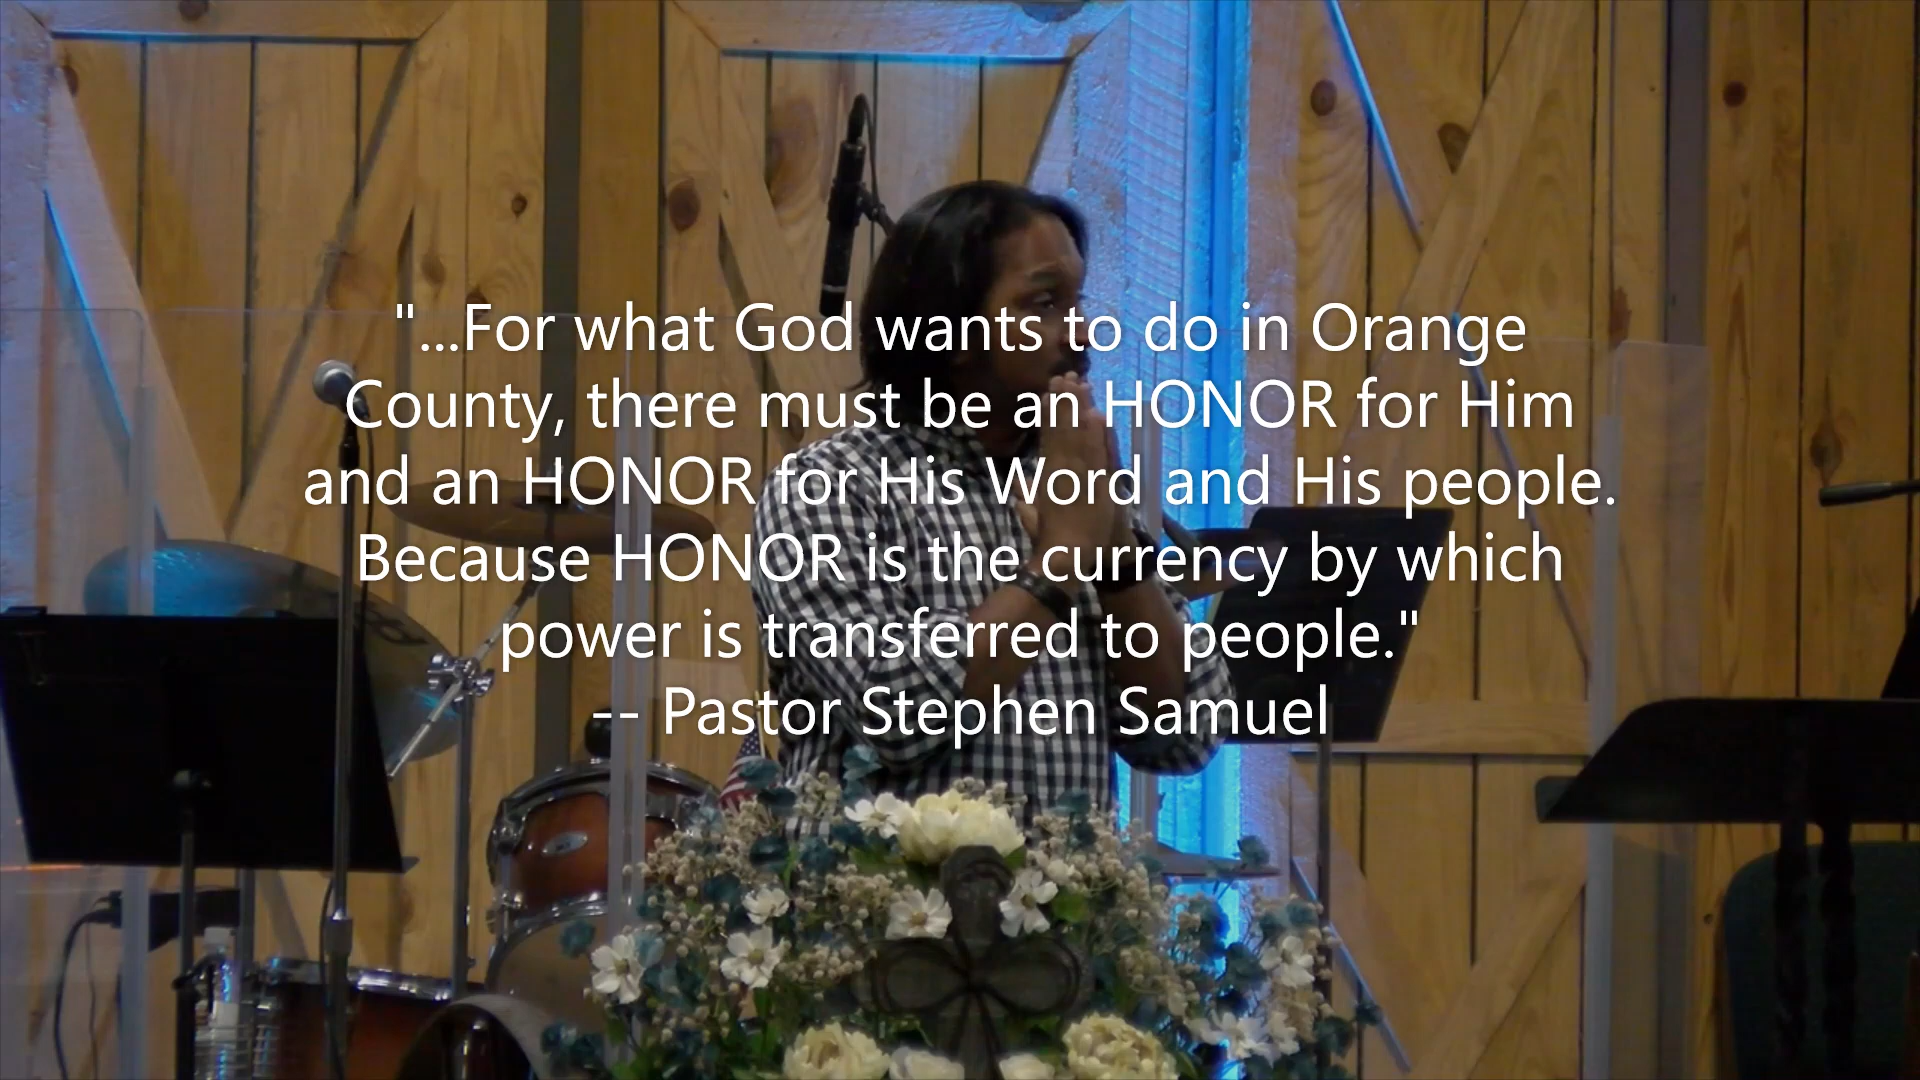 "...For what God wants to do in Orange
County, there must be an HONOR for Him
and an HONOR for His Word and His people.
Because HONOR is the currency by which
power is transferred to people."
-- Pastor Stephen Samuel